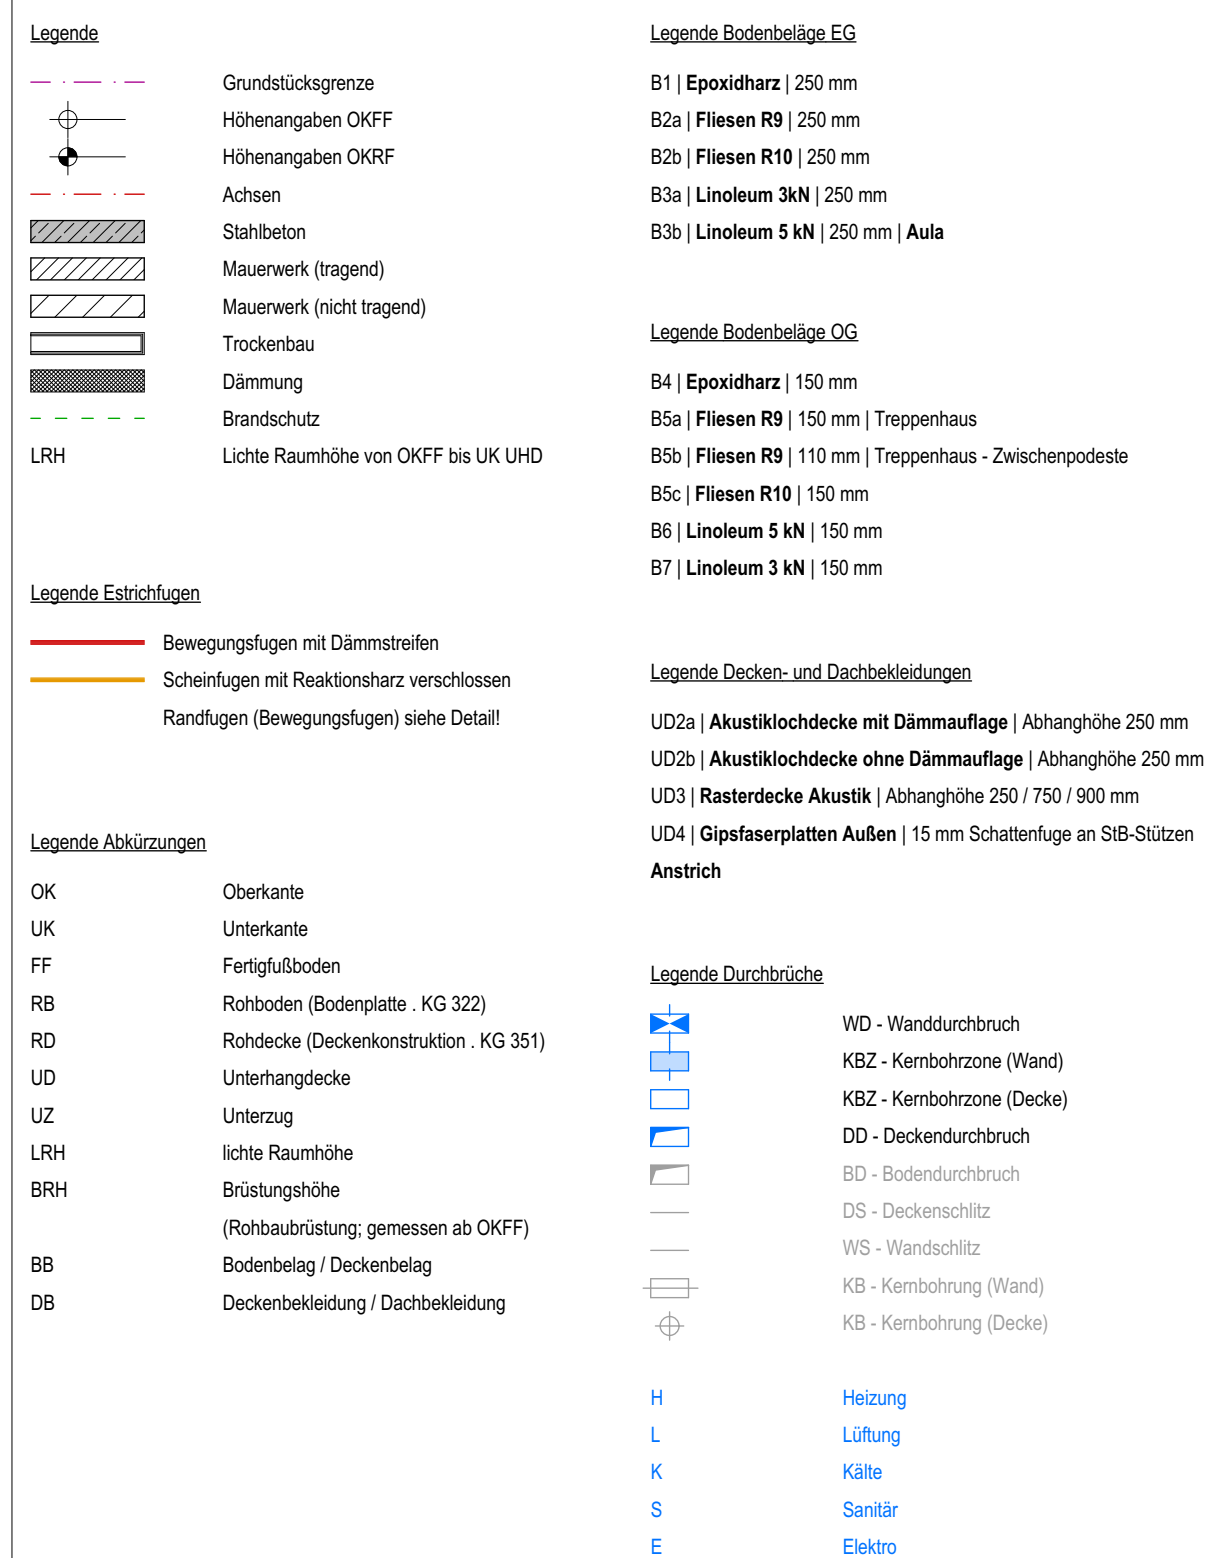 Legende
Grundstücksgrenze
Höhenangaben OKFF
Höhenangaben OKRF
Achsen
Stahlbeton
Mauerwerk (tragend)
Mauerwerk (nicht tragend)
Trockenbau
Dämmung
Brandschutz
LRH Lichte Raumhöhe von OKFF bis UK UHD
Legende Estrichfugen
Bewegungsfugen mit Dämmstreifen
Scheinfugen mit Reaktionsharz verschlossen
Randfugen (Bewegungsfugen) siehe Detail!
Legende Abkürzungen
OK Oberkante
UK Unterkante
FF Fertigfußboden
RB Rohboden (Bodenplatte . KG 322)
RD Rohdecke (Deckenkonstruktion . KG 351)
UD Unterhangdecke
UZ Unterzug
LRH lichte Raumhöhe
BRH Brüstungshöhe
(Rohbaubrüstung; gemessen ab OKFF)
BB Bodenbelag / Deckenbelag
DB Deckenbekleidung / Dachbekleidung
Legende Bodenbeläge EG
B1 | Epoxidharz | 250 mm
B2a | Fliesen R9 | 250 mm
B2b | Fliesen R10 | 250 mm
B3a | Linoleum 3kN | 250 mm
B3b | Linoleum 5 kN | 250 mm | Aula
Legende Bodenbeläge OG
B4 | Epoxidharz | 150 mm
B5a | Fliesen R9 | 150 mm | Treppenhaus
B5b | Fliesen R9 | 110 mm | Treppenhaus - Zwischenpodeste
B5c | Fliesen R10 | 150 mm
B6 | Linoleum 5 kN | 150 mm
B7 | Linoleum 3 kN | 150 mm
Legende Decken- und Dachbekleidungen
UD2a | Akustiklochdecke mit Dämmauflage | Abhanghöhe 250 mm
UD2b | Akustiklochdecke ohne Dämmauflage | Abhanghöhe 250 mm
UD3 | Rasterdecke Akustik | Abhanghöhe 250 / 750 / 900 mm
UD4 | Gipsfaserplatten Außen | 15 mm Schattenfuge an StB-Stützen
Anstrich
Legende Durchbrüche
WD - Wanddurchbruch
KBZ - Kernbohrzone (Wand)
KBZ - Kernbohrzone (Decke)
DD - Deckendurchbruch
BD - Bodendurchbruch
DS - Deckenschlitz
WS - Wandschlitz
KB - Kernbohrung (Wand)
KB - Kernbohrung (Decke)
H Heizung
L Lüftung
K Kälte
S Sanitär
E Elektro